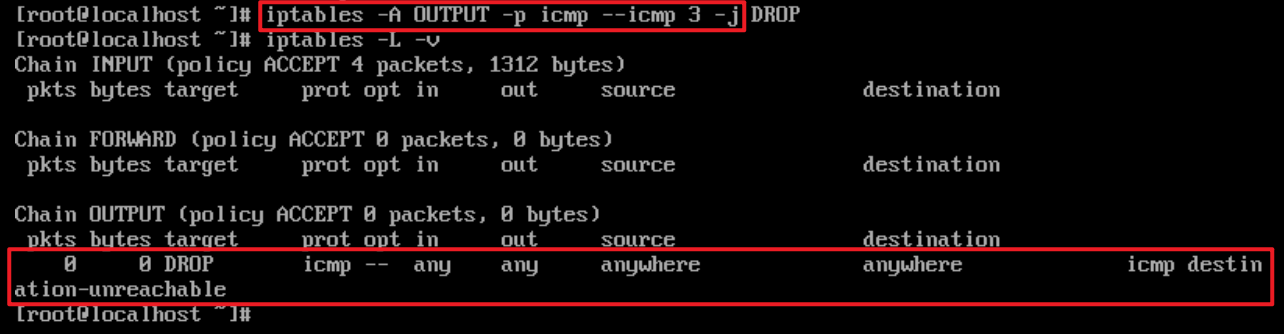 [root@localhost ~]# iptables -A OUTPUT -p icmp --icmp 3 -j DROP
[root@localhost ~]# iptables -L -v
Chain INPUT (policy ACCEPT 4 packets, 1312 bytes)
 pkts bytes target     prot opt in     out     source               destination

Chain FORWARD (policy ACCEPT 0 packets, 0 bytes)
 pkts bytes target     prot opt in     out     source               destination

Chain OUTPUT (policy ACCEPT 0 packets, 0 bytes)
 pkts bytes target     prot opt in     out     source               destination
    0     0 DROP       icmp --  any    any     anywhere             anywhere             icmp destin
ation-unreachable
[root@localhost ~]#